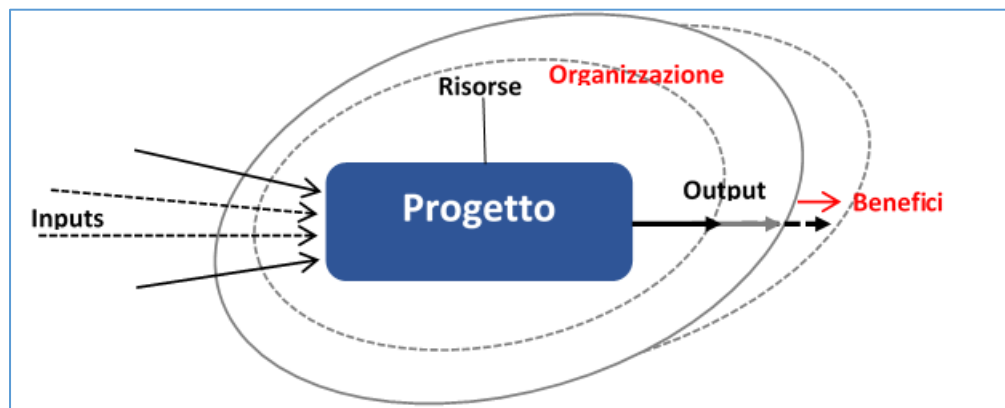 Organizzazione
Risorse
Progetto
Output
Inputs
Benefici